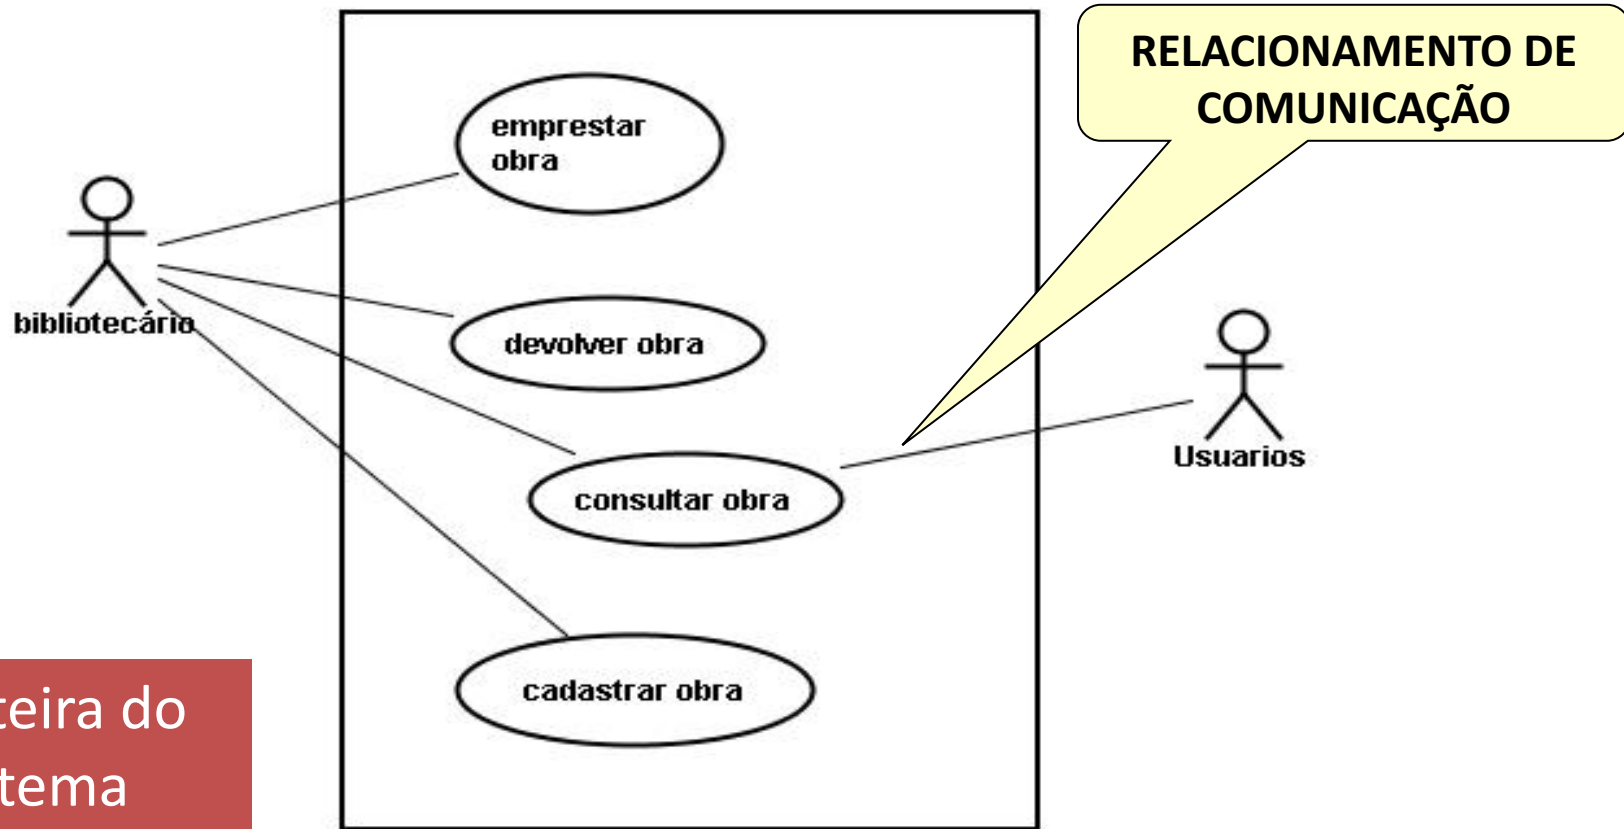 RELACIONAMENTO DE
COMUNICAÇÃO
emprestar
obra
bibliotecário
devolver obra
Usuarios
consultar obra
cadastrar obra
teira do
tema